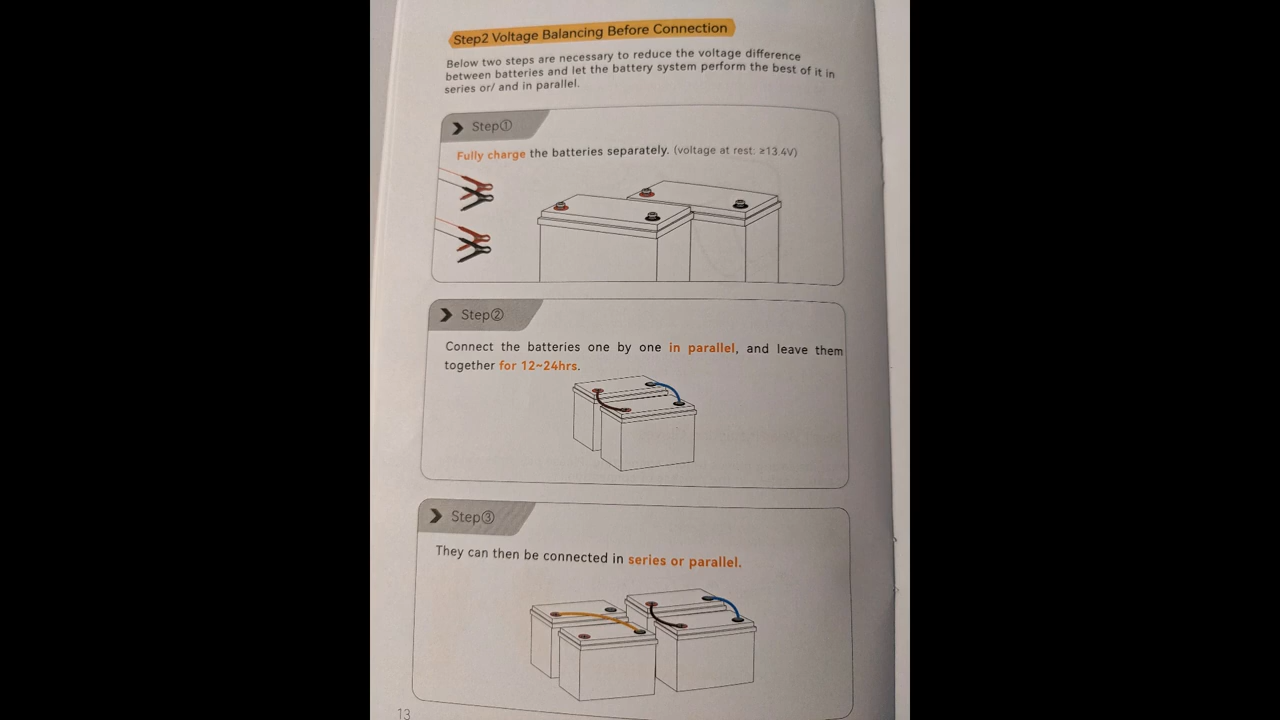 Step2 Voltage Balancing Before Connection
Below two steps are necessary to reduce the voltage difference
between batteries and let the battery system perform the best of it in
series or/ and in parallel.
Step①
Fully charge the batteries separately. (voltage at rest: ≥13.4V)
Step②
Connect the batteries one by one in parallel, and leave them
together for 12~24hrs.
Step③
They can then be connected in series or parallel.
13